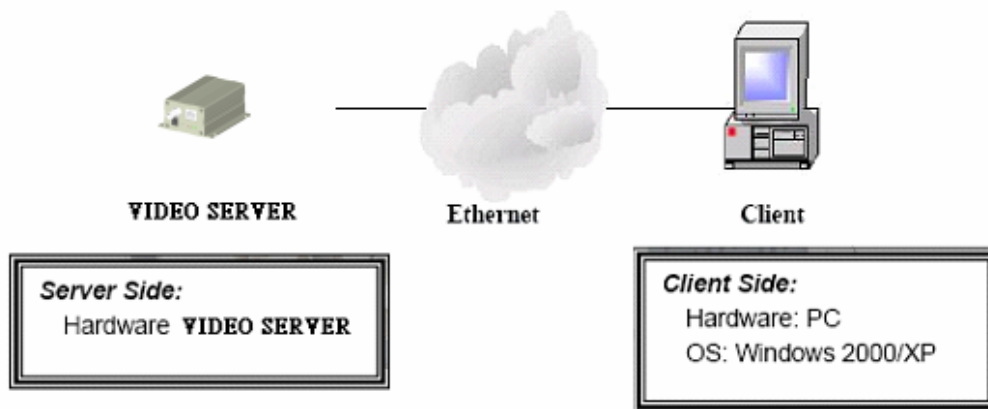 VIDEO SERVER
Ethernet
Client
Server Side:
Hardware VIDEO SERVER
Client Side:
Hardware: PC
OS: Windows 2000/XP